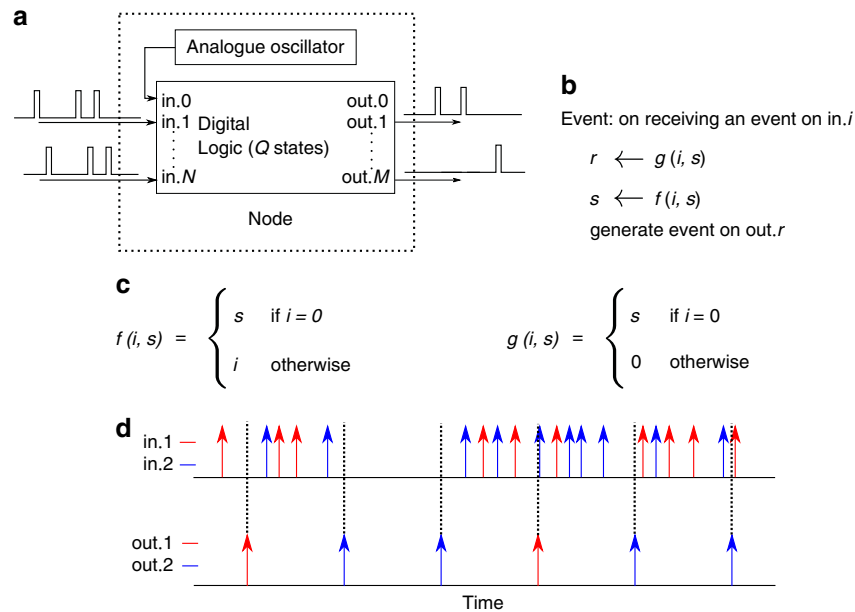 a
Analogue oscillator
in.0
in.1
in.N
Digital
Logic (Q states)
out.0
out.1
out.M
Node
b
Event: on receiving an event on in.i
r ← g (i, s)
s ← f (i, s)
generate event on out.r
c
f (i, s) = { s if i = 0
i otherwise
g (i, s) = { s if i = 0
0 otherwise
d
in.1
in.2
out.1
out.2
Time